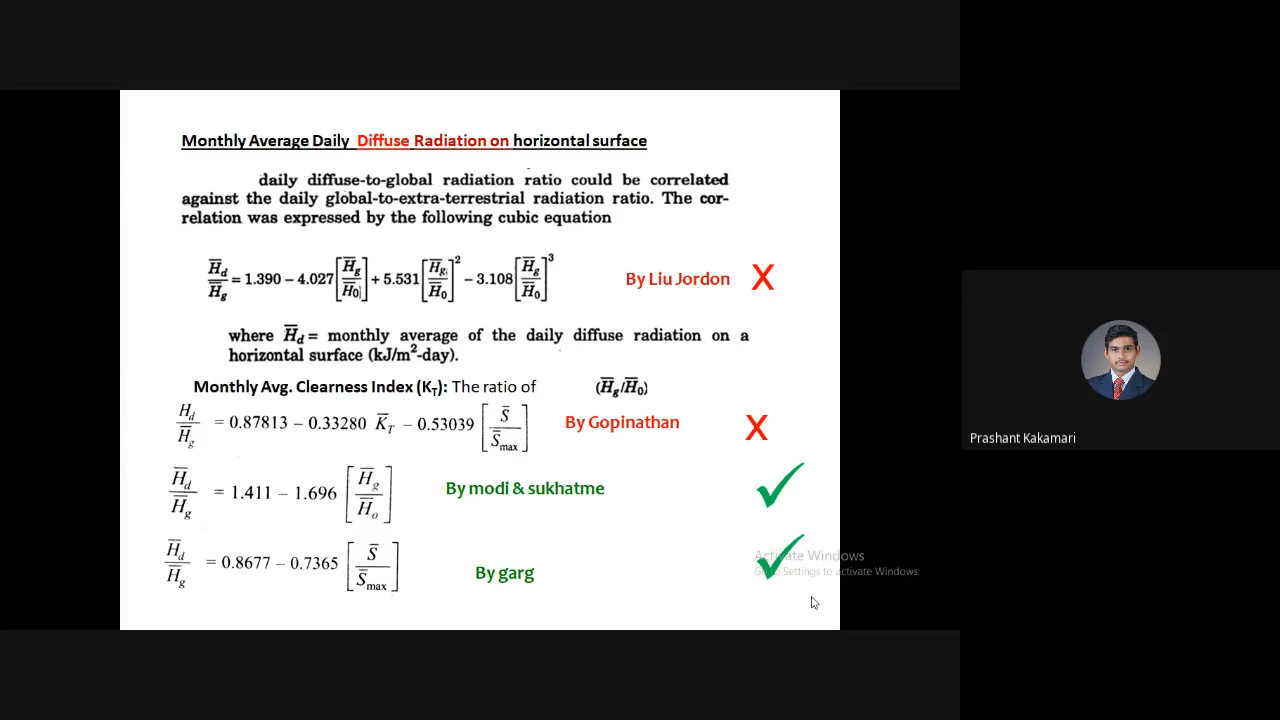 Monthly Average Daily Diffuse Radiation on horizontal surface
daily diffuse-to-global radiation ratio could be correlated
against the daily global-to-extra-terrestrial radiation ratio. The cor-
relation was expressed by the following cubic equation
H̅d/H̅g = 1.390 – 4.027 [H̅g/H̅0] + 5.531 [H̅g/H̅0]² – 3.108 [H̅g/H̅0]³ By Liu Jordon X
where H̅d = monthly average of the daily diffuse radiation on a
horizontal surface (kJ/m²-day).
Monthly Avg. Clearness Index (KT): The ratio of (H̅g/H̅0)
H̅d/H̅g = 0.87813 – 0.33280 K̅T – 0.53039 [S̅/S̅max] By Gopinathan X
H̅d/H̅g = 1.411 – 1.696 [H̅g/H̅o] By modi & sukhatme ✓
H̅d/H̅g = 0.8677 – 0.7365 [S̅/S̅max] By garg ✓
Activate Windows
Go to Settings to activate Windows.
Prashant Kakamari